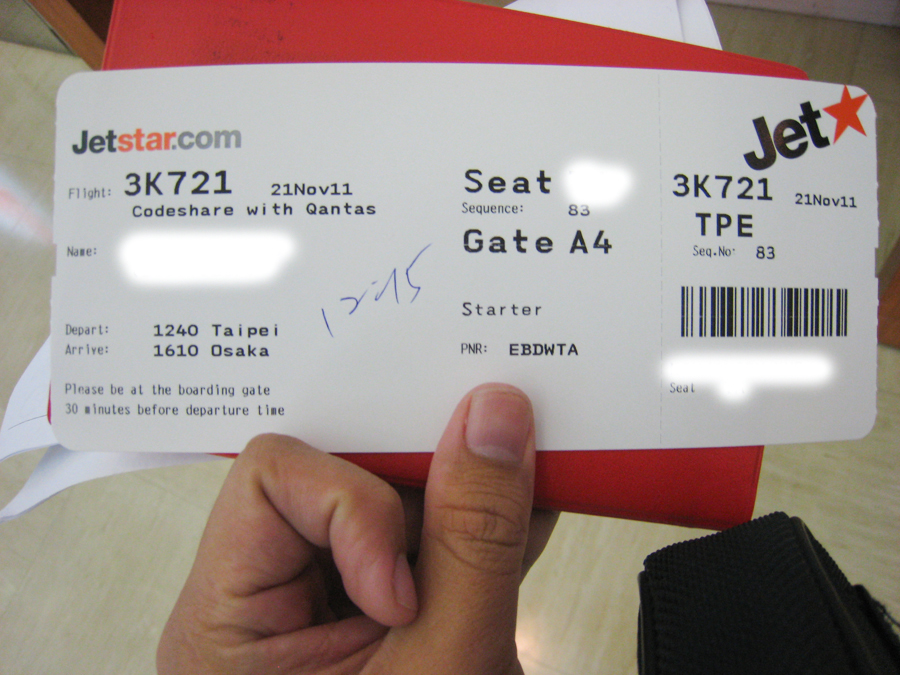 Jetstar.com
Flight: 3K721 21Nov11
Codeshare with Qantas
Name:
12:15
Depart: 1240 Taipei
Arrive: 1610 Osaka
Please be at the boarding gate
30 minutes before departure time
Seat
Sequence: 83
Gate A4
Starter
PNR: EBDWTA
Jet
3K721 21Nov11
TPE
Seq.No: 83
Seat